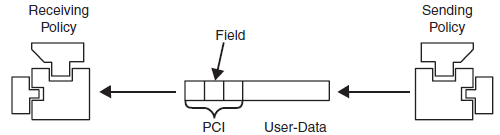 Receiving
Policy
Sending
Policy
Field
PCI
User-Data